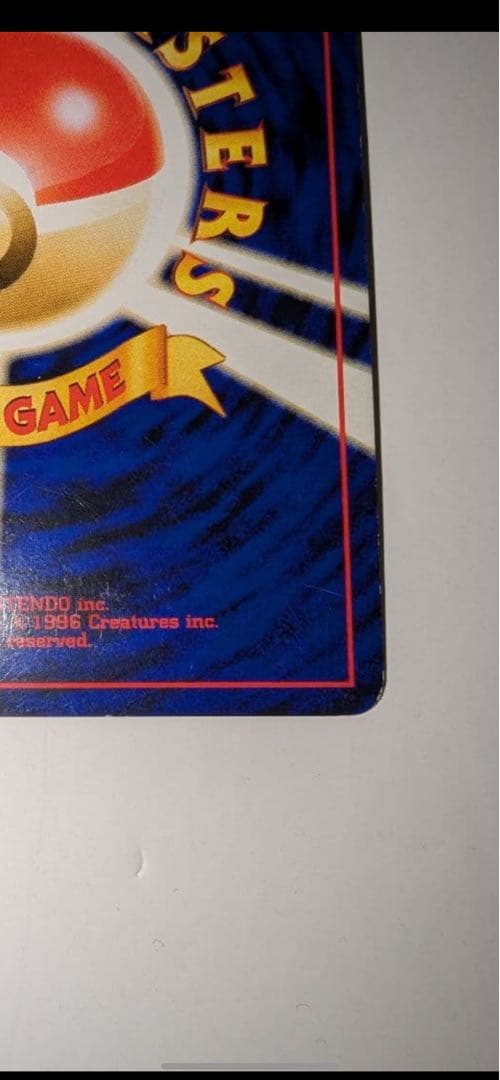 STERS
GAME
TENDO inc.
© 1996 Creatures inc.
reserved.